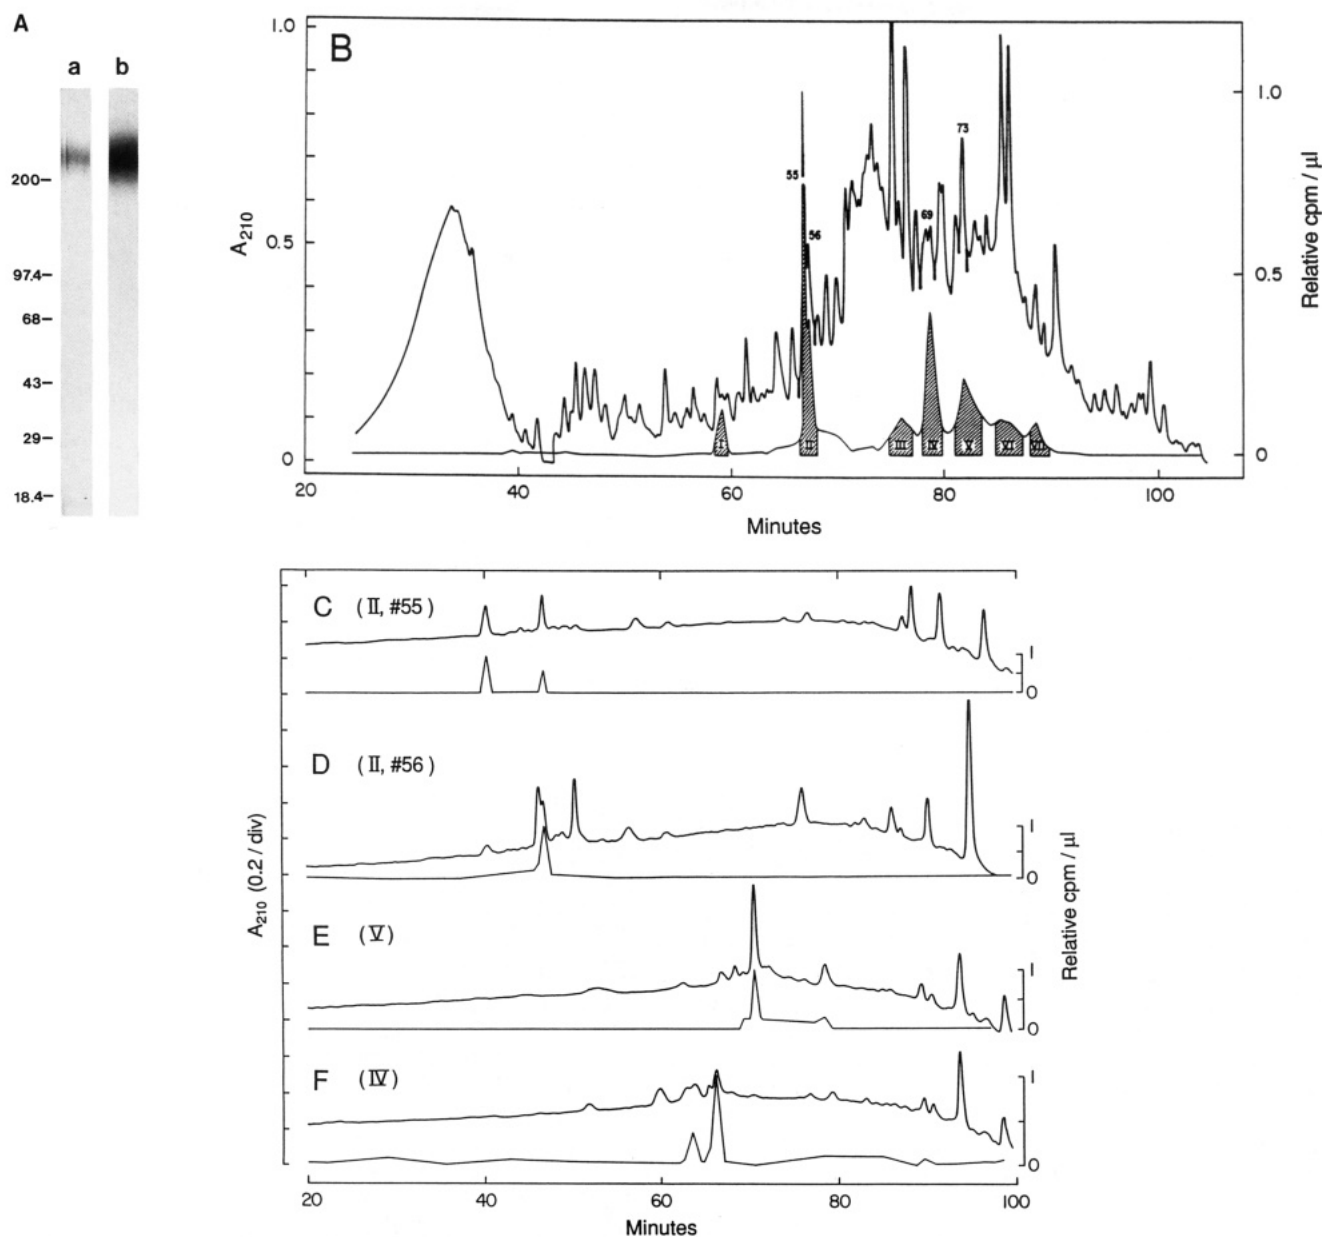 A
a b
200–
97.4–
68 –
43 –
29 –
18.4–
B
1.0
0.5
0
A210
1.0
0.5
0
Relative cpm / µl
55
56
69
73
I II III IV V VI VII
20 40 60 80 100
Minutes
C (II, #55)
1
0
D (II, #56)
1
0
E (V)
1
0
F (IV)
1
0
A210 (0.2 / div)
Relative cpm / µl
20 40 60 80 100
Minutes